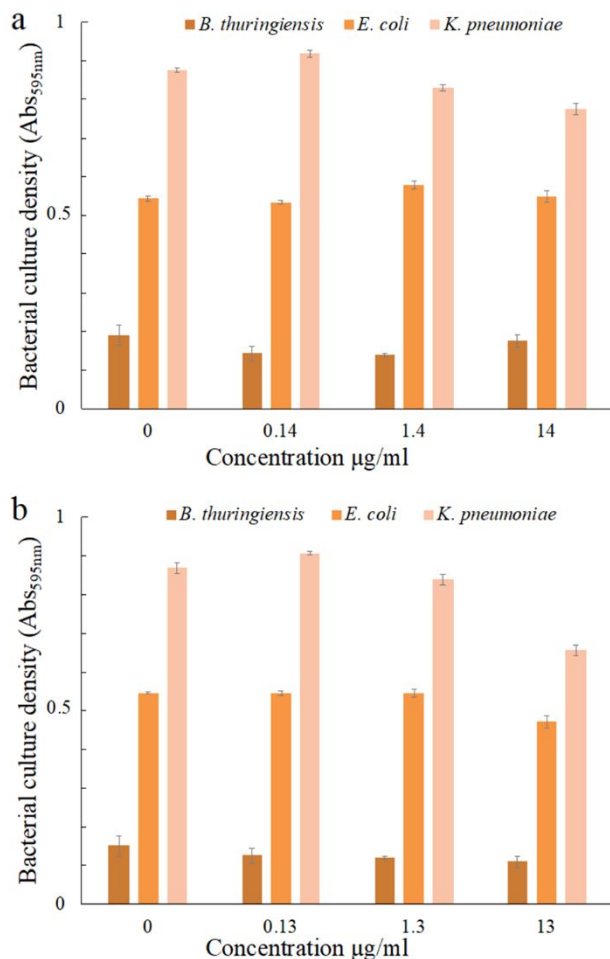 a
B. thuringiensis E. coli K. pneumoniae
1
0.5
0
Bacterial culture density (Abs595nm)
0 0.14 1.4 14
Concentration µg/ml
b
B. thuringiensis E. coli K. pneumoniae
1
0.5
0
Bacterial culture density (Abs595nm)
0 0.13 1.3 13
Concentration µg/ml